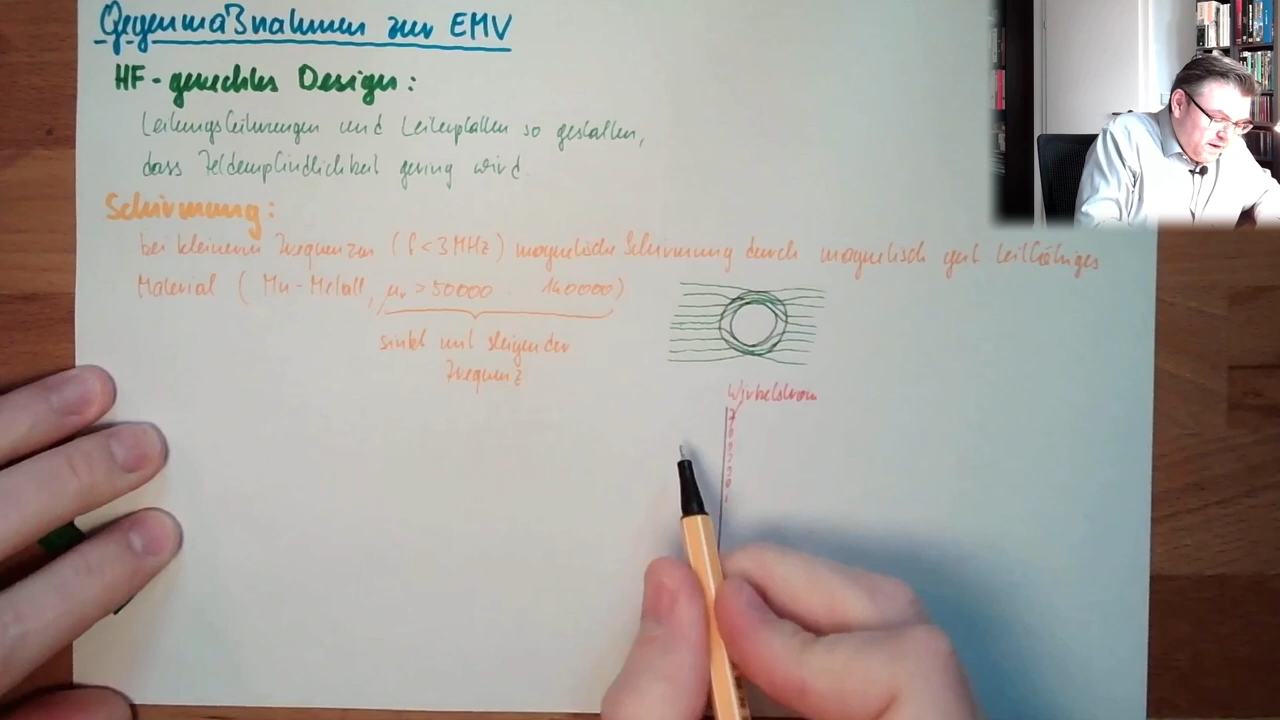 Gegenmaßnahmen zur EMV
HF-gerechtes Design:
Leitungsführungen und Leiterplatten so gestalten,
dass Feldempfindlichkeit gering wird.
Schirmung:
bei kleineren Frequenzen (f < 3 MHz) magnetische Schirmung durch magnetisch gut leitfähiges
Material (Mu-Metall, μr > 50000 . 140000)
sinkt mit steigender
Frequenz
Wirbelstrom